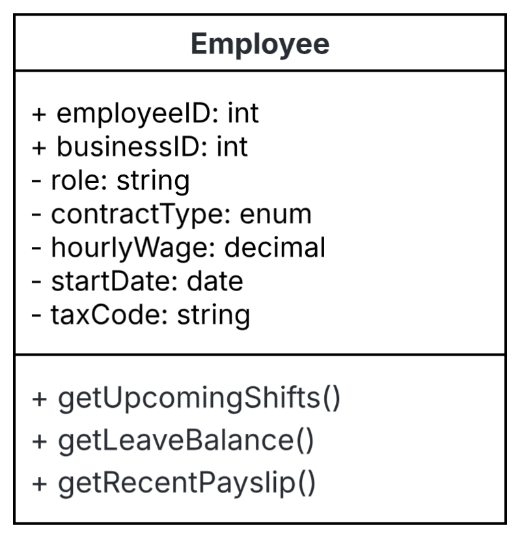 Employee
+ employeeID: int
+ businessID: int
- role: string
- contractType: enum
- hourlyWage: decimal
- startDate: date
- taxCode: string
+ getUpcomingShifts()
+ getLeaveBalance()
+ getRecentPayslip()